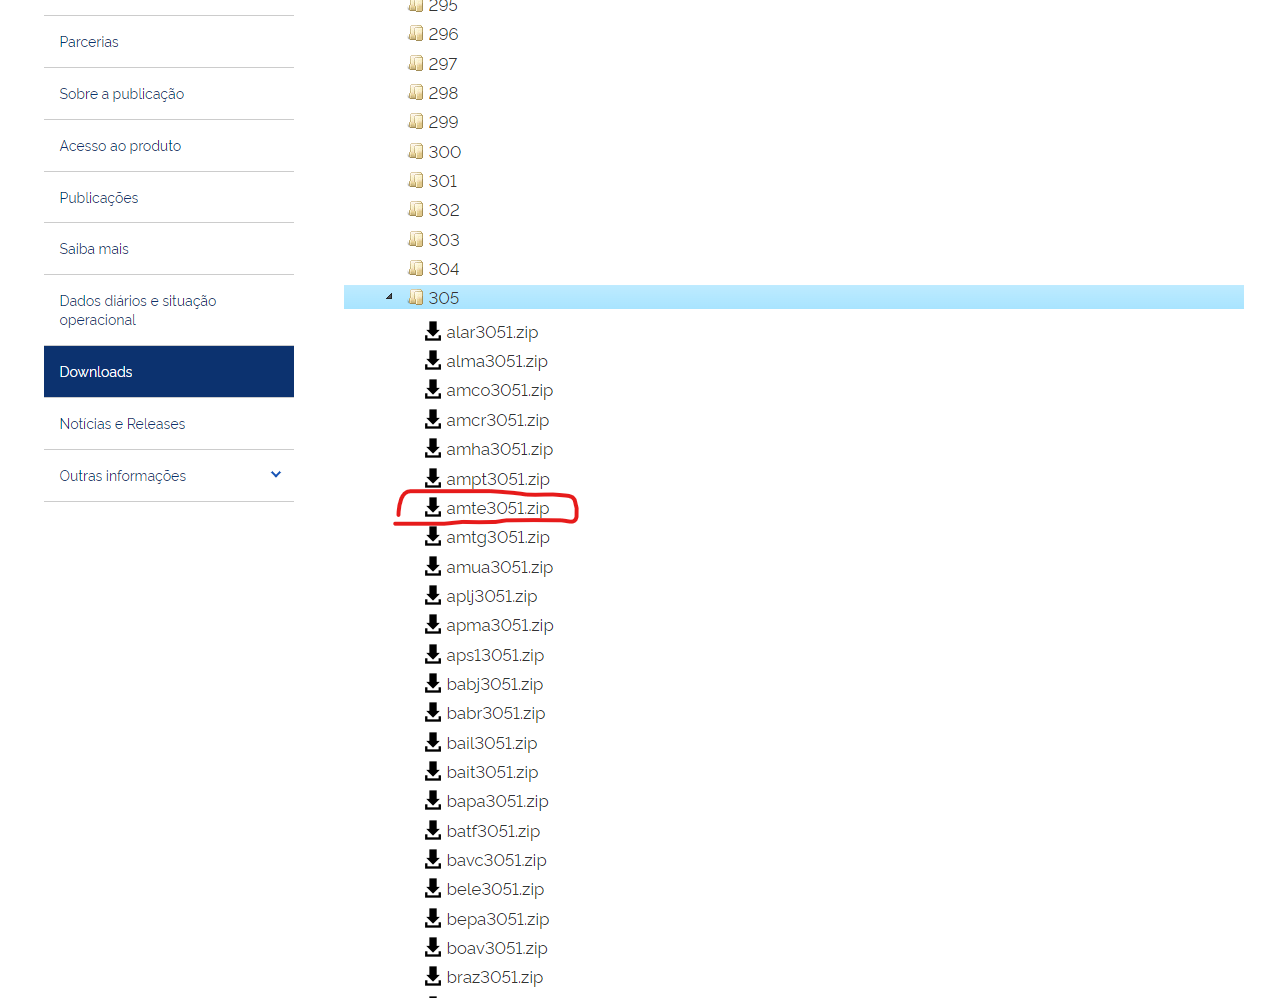 Parcerias
Sobre a publicação
Acesso ao produto
Publicações
Saiba mais
Dados diários e situação
operacional
Downloads
Notícias e Releases
Outras informações
295
296
297
298
299
300
301
302
303
304
305
alar3051.zip
alma3051.zip
amco3051.zip
amcr3051.zip
amha3051.zip
ampt3051.zip
amte3051.zip
amtg3051.zip
amua3051.zip
aplj3051.zip
apma3051.zip
aps13051.zip
babj3051.zip
babr3051.zip
bail3051.zip
bait3051.zip
bapa3051.zip
batf3051.zip
bavc3051.zip
bele3051.zip
bepa3051.zip
boav3051.zip
braz3051.zip